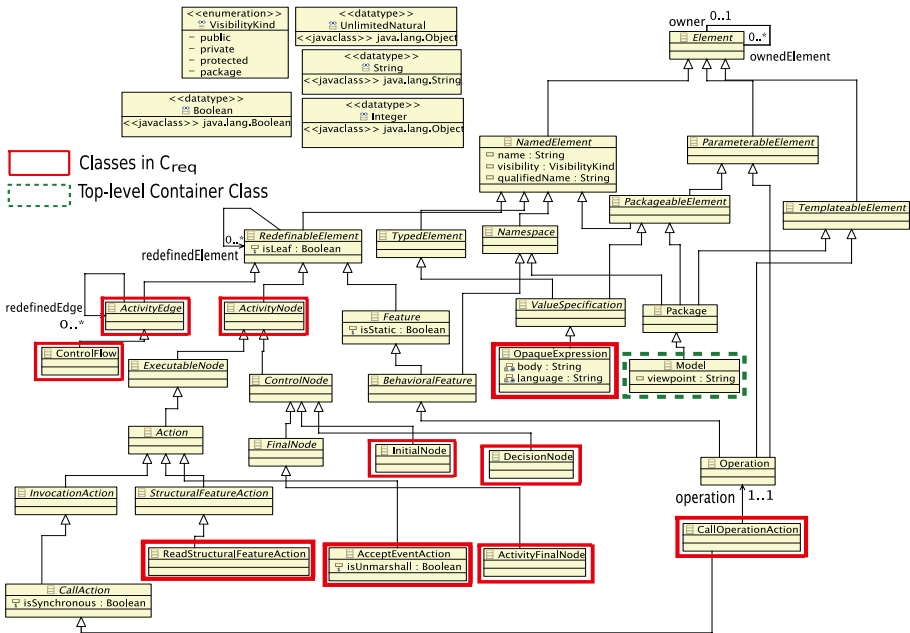 <<enumeration>>
VisibilityKind
– public
– private
– protected
– package
<<datatype>>
UnlimitedNatural
<<javaclass>> java.lang.Object
<<datatype>>
String
<<javaclass>> java.lang.String
<<datatype>>
Boolean
<<javaclass>> java.lang.Boolean
<<datatype>>
Integer
<<javaclass>> java.lang.Object
owner
0..1
Element
0..*
ownedElement
Classes in Creq
Top-level Container Class
NamedElement
name : String
visibility : VisibilityKind
qualifiedName : String
ParameterableElement
PackageableElement
TemplateableElement
0..*
redefinedElement
RedefinableElement
isLeaf : Boolean
TypedElement
Namespace
redefinedEdge
0..*
ActivityEdge
ActivityNode
Feature
isStatic : Boolean
ValueSpecification
Package
ControlFlow
ExecutableNode
ControlNode
BehavioralFeature
OpaqueExpression
body : String
language : String
Model
viewpoint : String
Action
FinalNode
InitialNode
DecisionNode
Operation
InvocationAction
StructuralFeatureAction
operation
1..1
CallOperationAction
ReadStructuralFeatureAction
AcceptEventAction
isUnmarshall : Boolean
ActivityFinalNode
CallAction
isSynchronous : Boolean